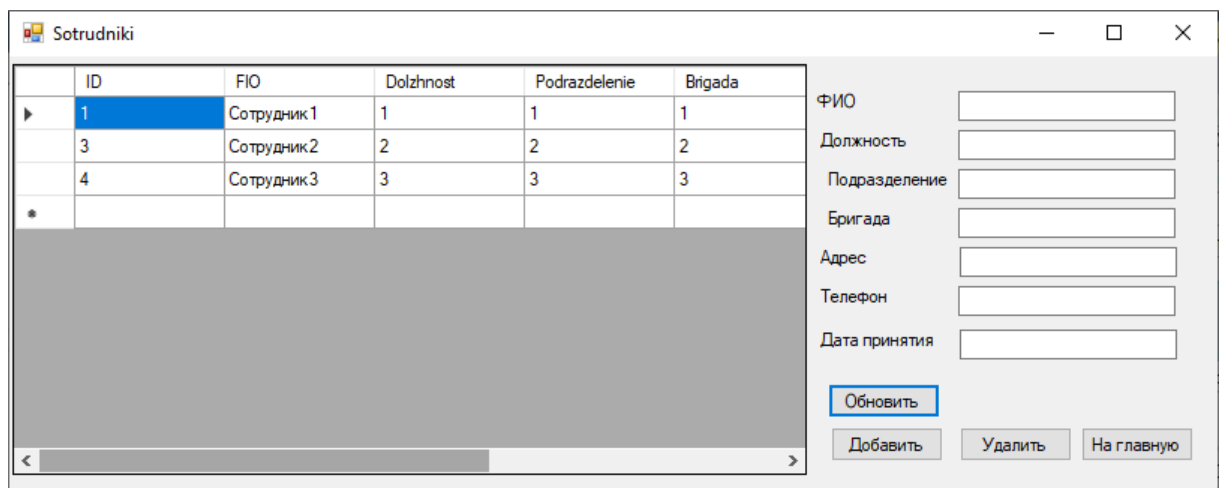 Sotrudniki
ID FIO Dolzhnost Podrazdelenie Brigada
1 Сотрудник1 1 1 1
3 Сотрудник2 2 2 2
4 Сотрудник3 3 3 3
ФИО
Должность
Подразделение
Бригада
Адрес
Телефон
Дата принятия
Обновить
Добавить Удалить На главную